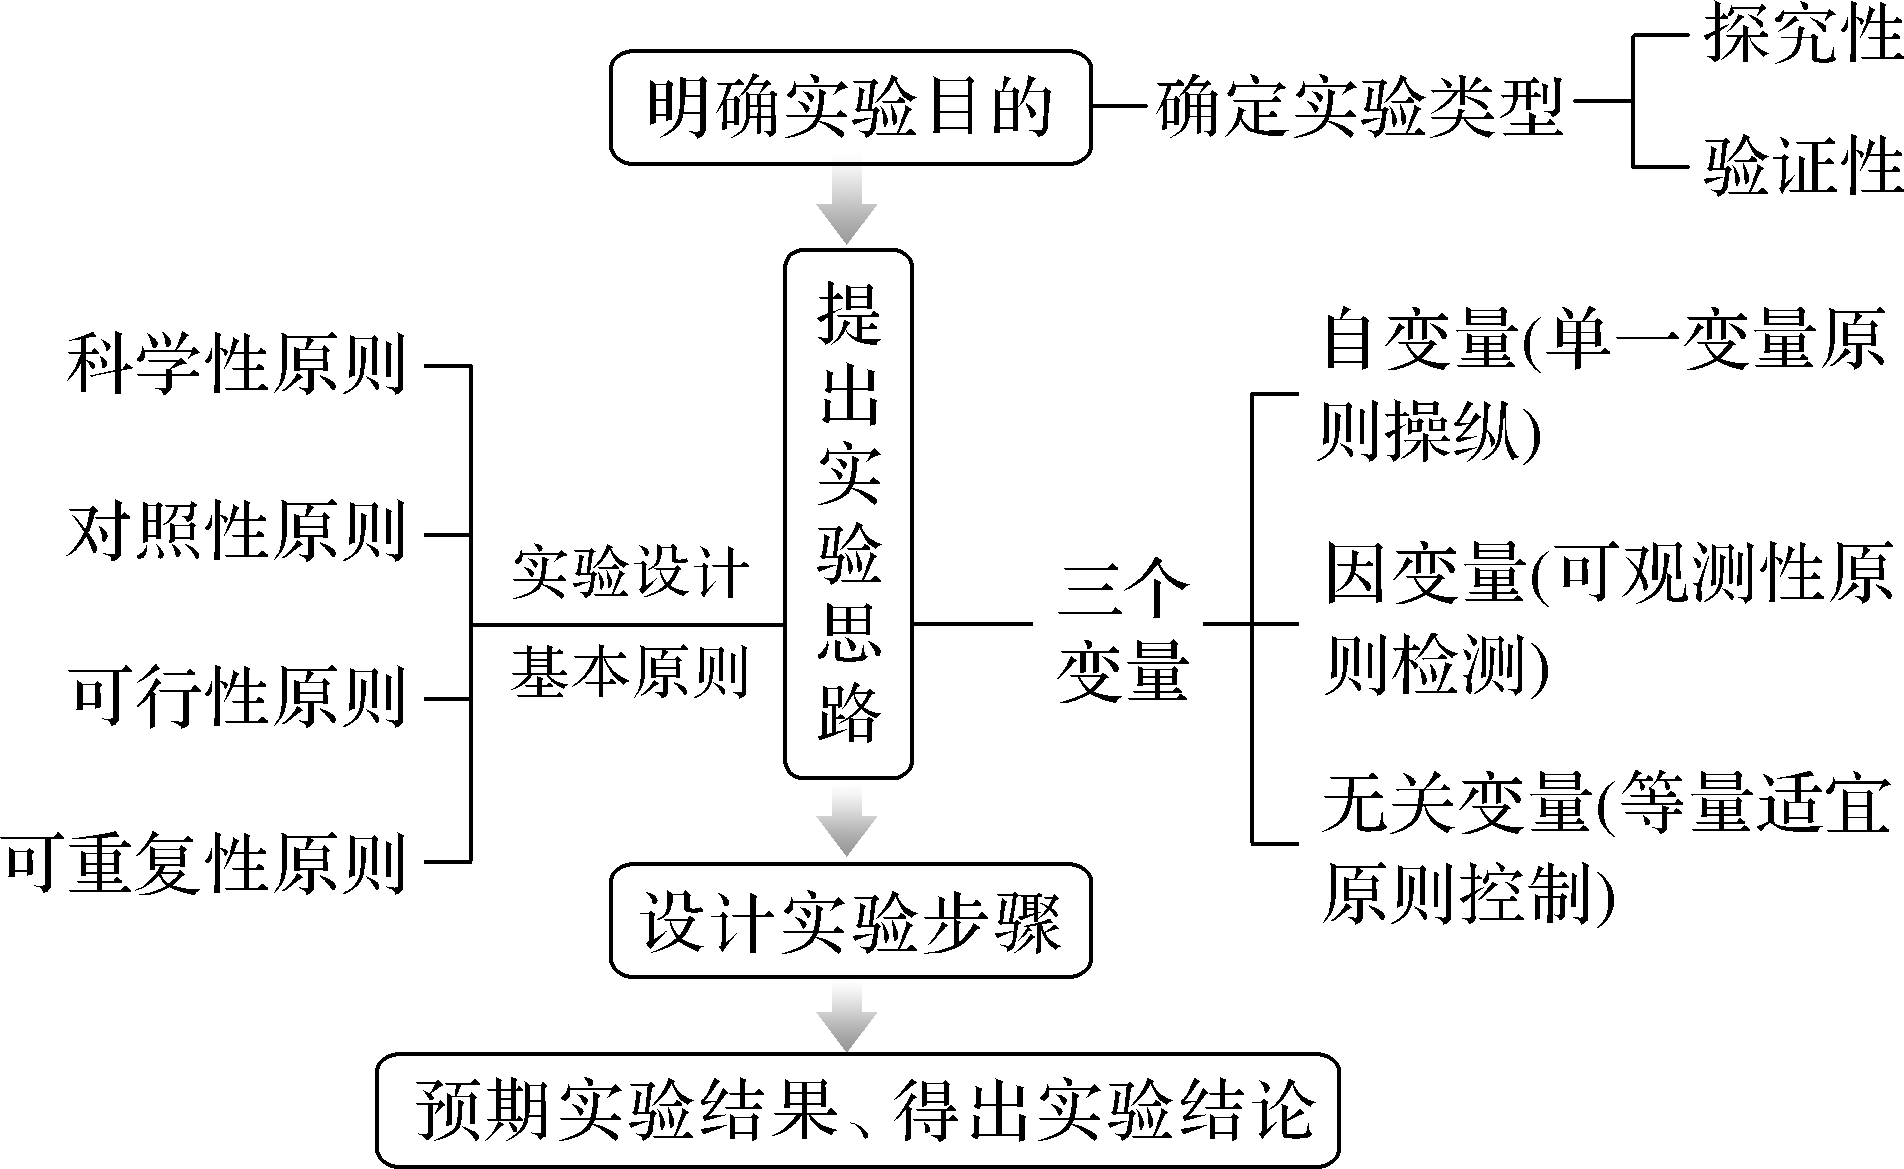 明确实验目的
确定实验类型
探究性
验证性
提出实验思路
实验设计
基本原则
科学性原则
对照性原则
可行性原则
可重复性原则
三个
变量
自变量(单一变量原
则操纵)
因变量(可观测性原
则检测)
无关变量(等量适宜
原则控制)
设计实验步骤
预期实验结果、得出实验结论